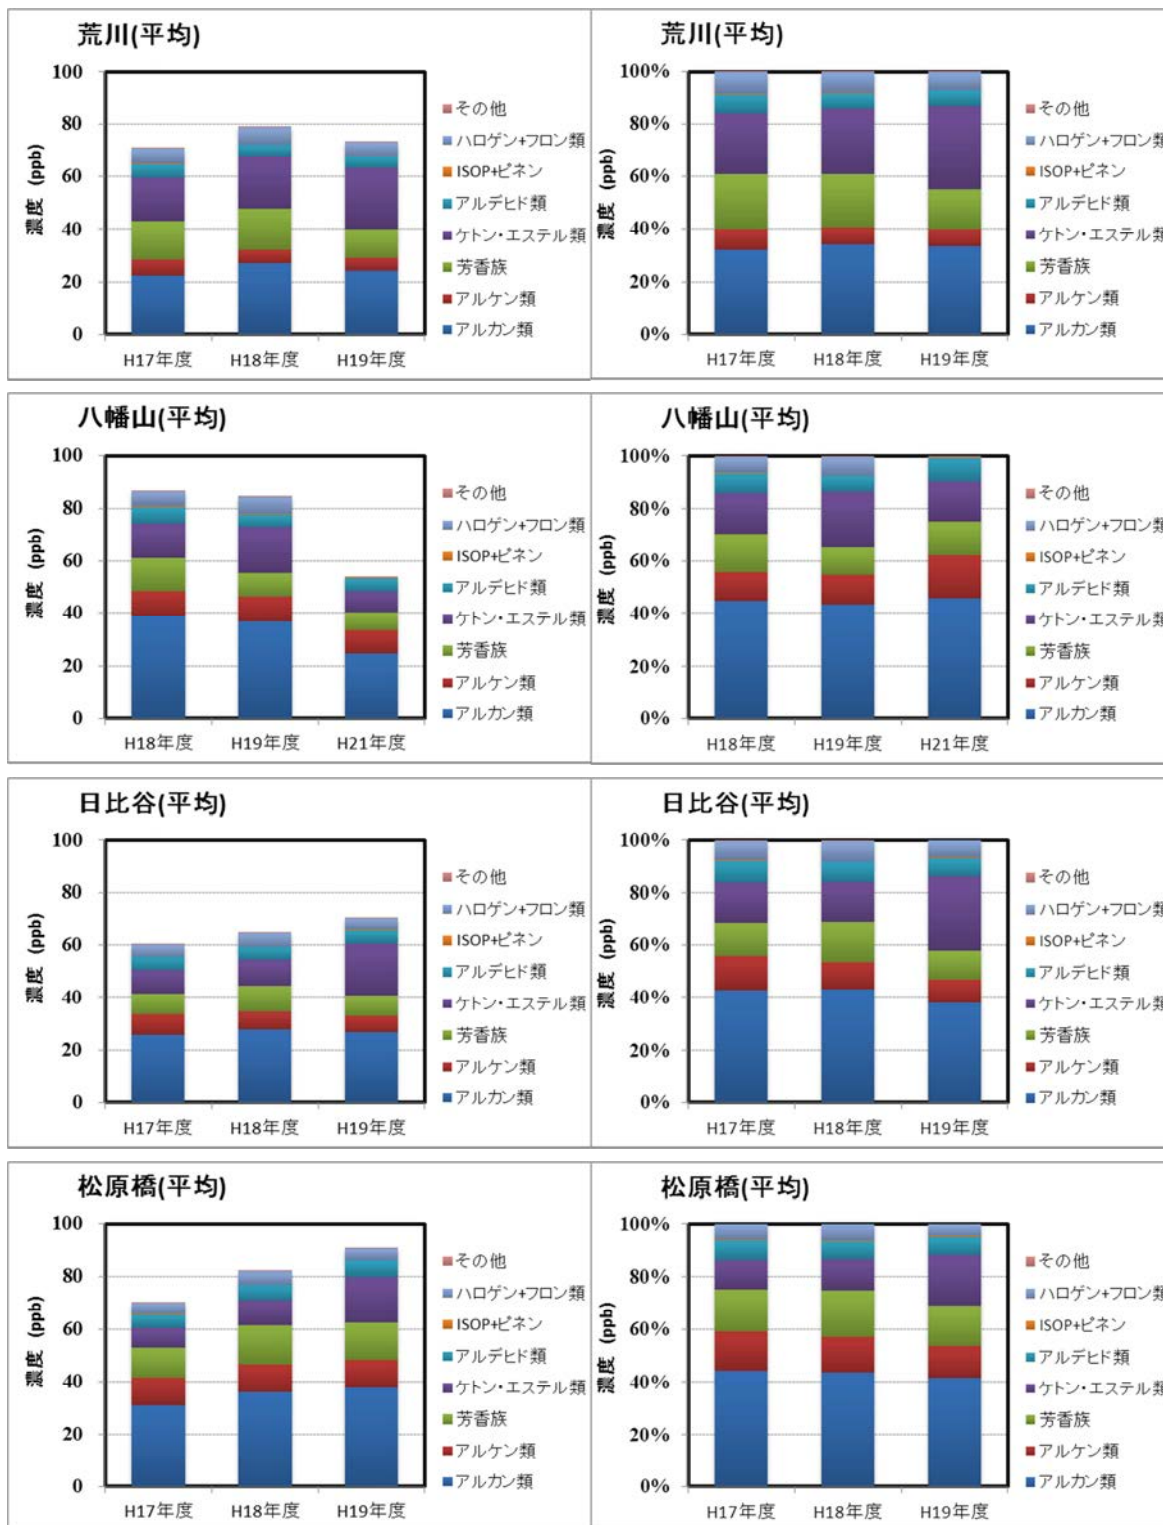 荒川(平均)
濃度 (ppb)
100
80
60
40
20
0
H17年度
H18年度
H19年度
その他
ハロゲン+フロン類
ISOP+ピネン
アルデヒド類
ケトン・エステル類
芳香族
アルケン類
アルカン類
荒川(平均)
濃度 (ppb)
100%
80%
60%
40%
20%
0%
H17年度
H18年度
H19年度
その他
ハロゲン+フロン類
ISOP+ピネン
アルデヒド類
ケトン・エステル類
芳香族
アルケン類
アルカン類
八幡山(平均)
濃度 (ppb)
100
80
60
40
20
0
H18年度
H19年度
H21年度
その他
ハロゲン+フロン類
ISOP+ピネン
アルデヒド類
ケトン・エステル類
芳香族
アルケン類
アルカン類
八幡山(平均)
濃度 (ppb)
100%
80%
60%
40%
20%
0%
H18年度
H19年度
H21年度
その他
ハロゲン+フロン類
ISOP+ピネン
アルデヒド類
ケトン・エステル類
芳香族
アルケン類
アルカン類
日比谷(平均)
濃度 (ppb)
100
80
60
40
20
0
H17年度
H18年度
H19年度
その他
ハロゲン+フロン類
ISOP+ピネン
アルデヒド類
ケトン・エステル類
芳香族
アルケン類
アルカン類
日比谷(平均)
濃度 (ppb)
100%
80%
60%
40%
20%
0%
H17年度
H18年度
H19年度
その他
ハロゲン+フロン類
ISOP+ピネン
アルデヒド類
ケトン・エステル類
芳香族
アルケン類
アルカン類
松原橋(平均)
濃度 (ppb)
100
80
60
40
20
0
H17年度
H18年度
H19年度
その他
ハロゲン+フロン類
ISOP+ピネン
アルデヒド類
ケトン・エステル類
芳香族
アルケン類
アルカン類
松原橋(平均)
濃度 (ppb)
100%
80%
60%
40%
20%
0%
H17年度
H18年度
H19年度
その他
ハロゲン+フロン類
ISOP+ピネン
アルデヒド類
ケトン・エステル類
芳香族
アルケン類
アルカン類